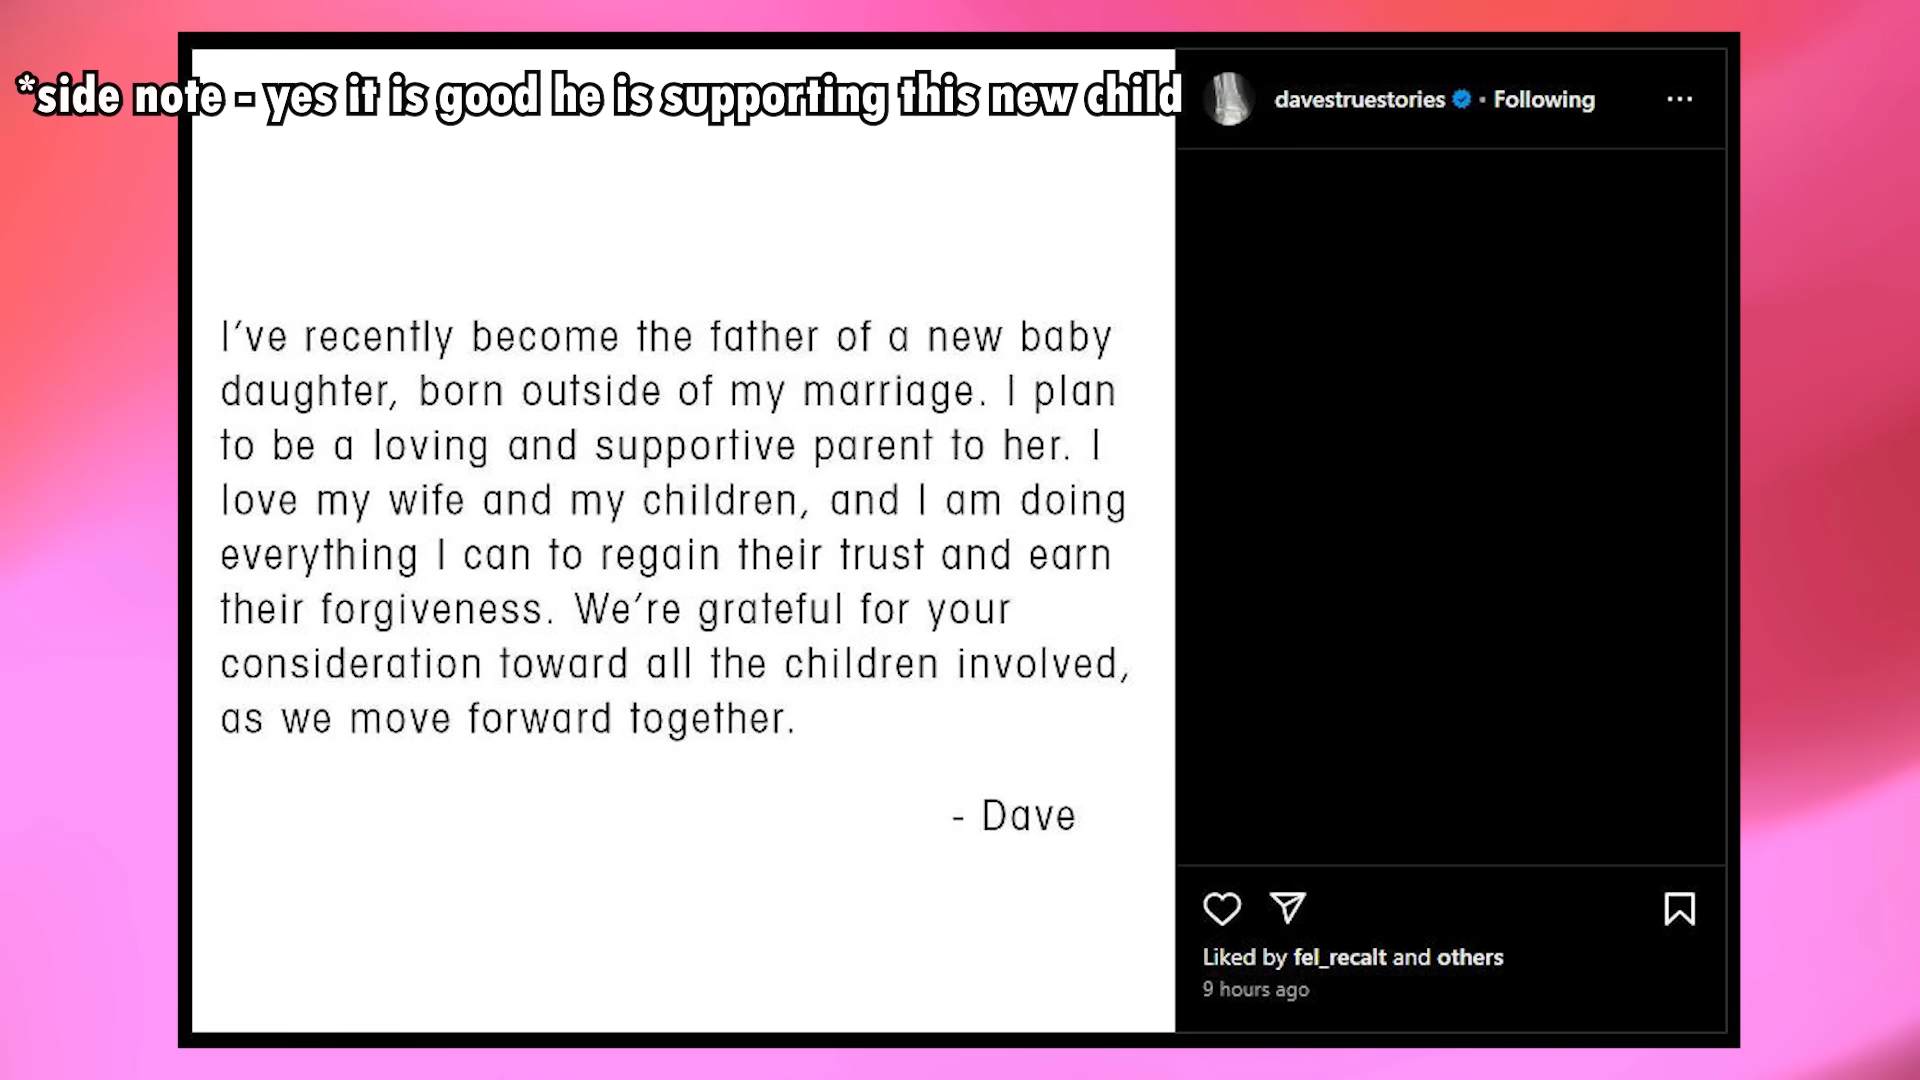 *side note - yes it is good he is supporting this new child
I've recently become the father of a new baby
daughter, born outside of my marriage. I plan
to be a loving and supportive parent to her. I
love my wife and my children, and I am doing
everything I can to regain their trust and earn
their forgiveness. We're grateful for your
consideration toward all the children involved,
as we move forward together.
- Dave
davestruestories • Following
Liked by fel_recalt and others
9 hours ago